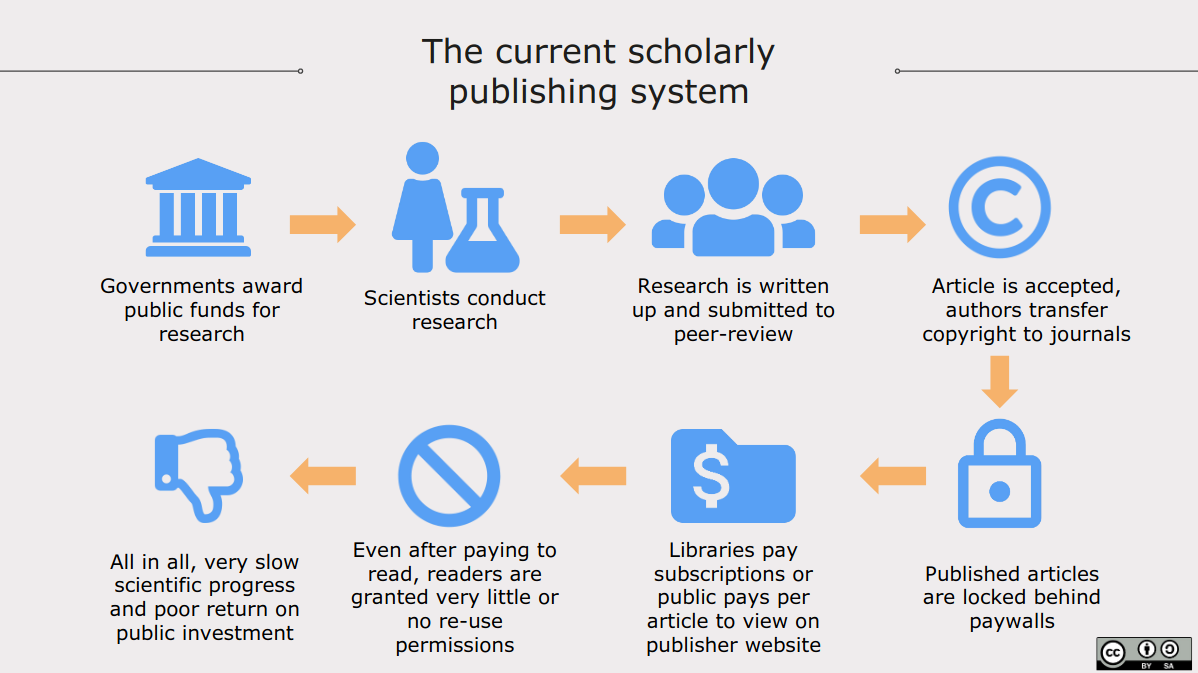 The current scholarly
publishing system
Governments award
public funds for
research
Scientists conduct
research
Research is written
up and submitted to
peer-review
Article is accepted,
authors transfer
copyright to journals
Published articles
are locked behind
paywalls
Libraries pay
subscriptions or
public pays per
article to view on
publisher website
$
Even after paying to
read, readers are
granted very little or
no re-use
permissions
All in all, very slow
scientific progress
and poor return on
public investment
cc
BY SA